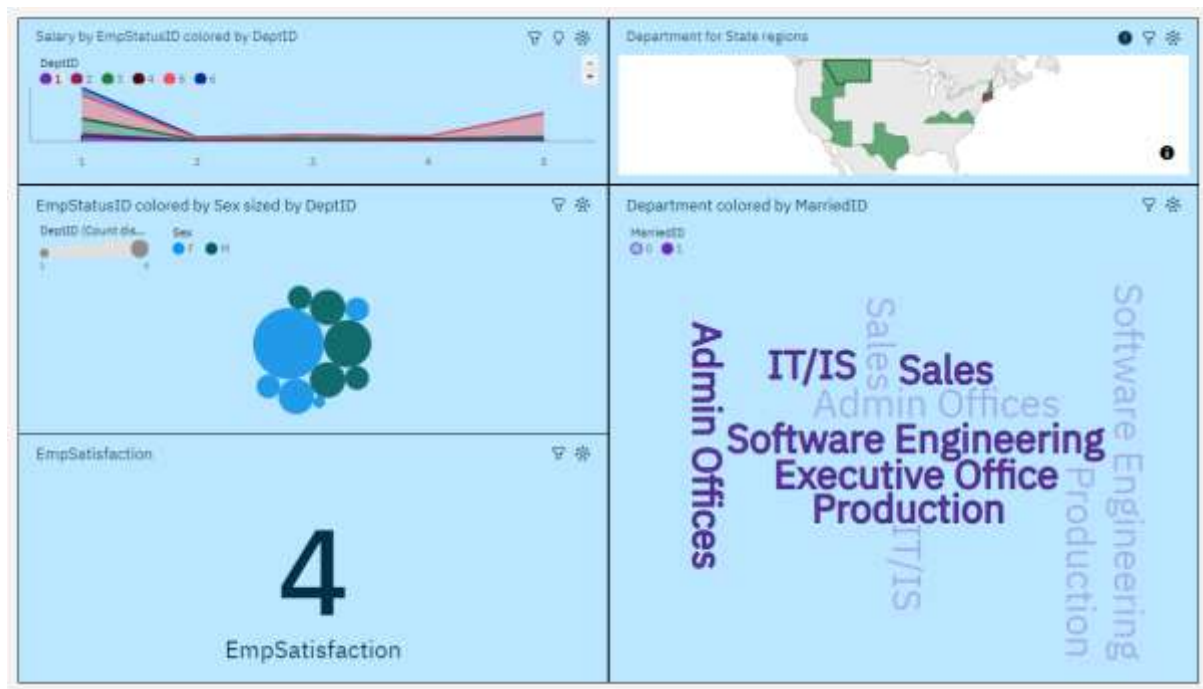 Salary by EmpStatusID colored by DeptID
DeptID
1 2 3 4 5 6
1 2 3 4 5
Department for State regions
EmpStatusID colored by Sex sized by DeptID
DeptID (Count dis...
Sex
F M
Department colored by MarriedID
MarriedID
0 1
Admin Offices
IT/IS
Sales
Sales
Admin Offices
Software Engineering
Executive Office
Production
IT/IS
Production
Software Engineering
EmpSatisfaction
4
EmpSatisfaction